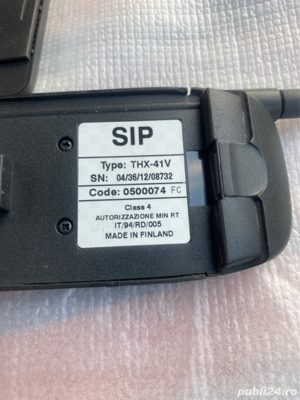 SIP
Type: THX-41V
SN: 04/36/12/08732
Code: 0500074 FC
Class 4
AUTORIZZAZIONE MIN P.T
IT/94/RD/005
MADE IN FINLAND
publi24.ro